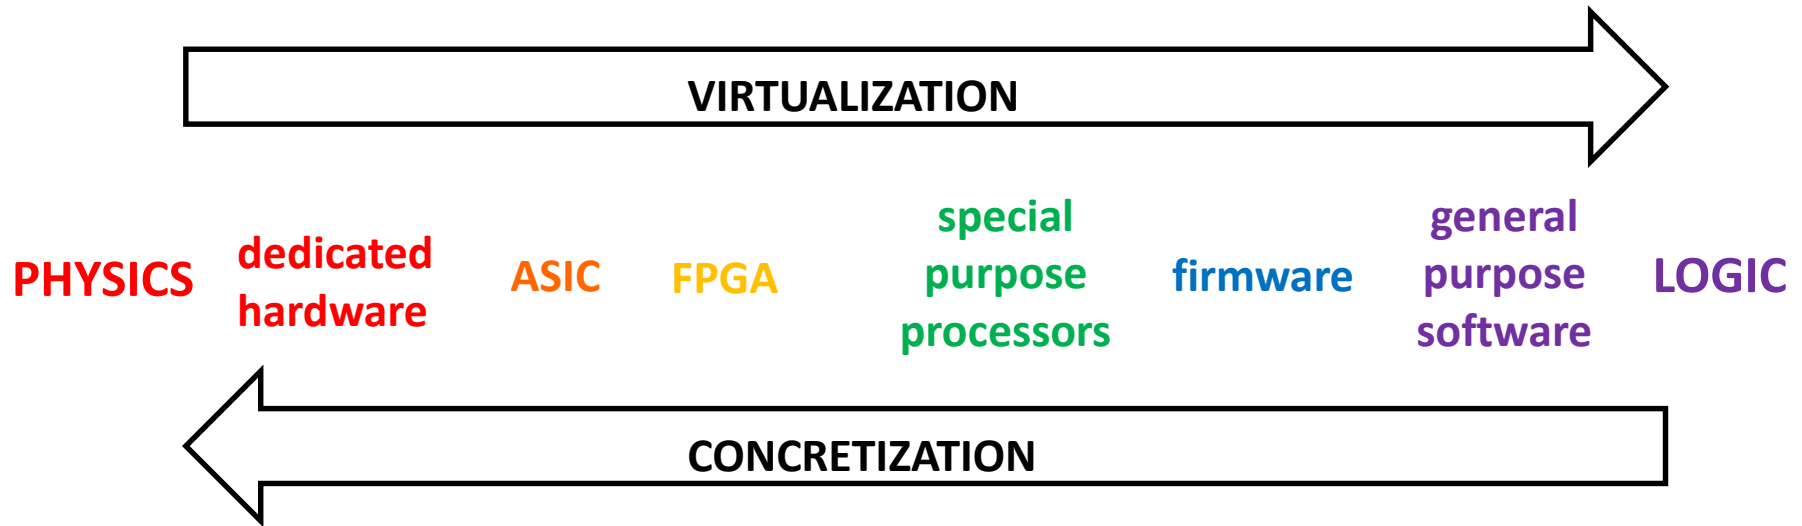 VIRTUALIZATION
PHYSICS
dedicated
hardware
ASIC
FPGA
special
purpose
processors
firmware
general
purpose
software
LOGIC
CONCRETIZATION